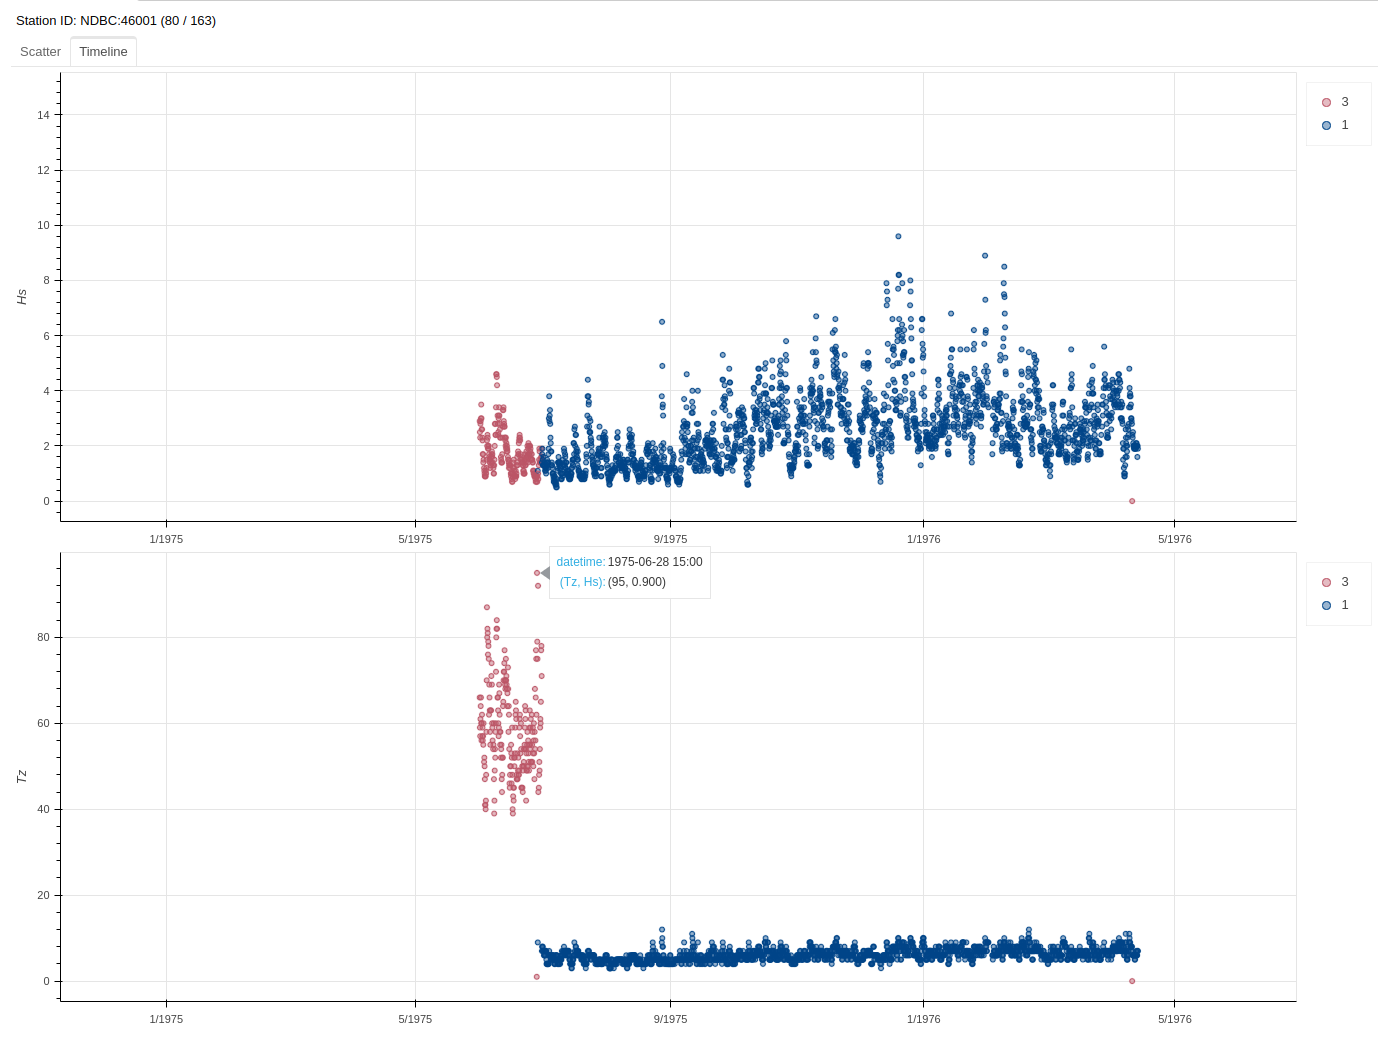 Station ID: NDBC:46001 (80 / 163)
Scatter Timeline
14
12
10
8
6
4
2
0
Hs
1/1975 5/1975 9/1975 1/1976 5/1976
3
1
datetime: 1975-06-28 15:00
(Tz, Hs): (95, 0.900)
80
60
40
20
0
Tz
1/1975 5/1975 9/1975 1/1976 5/1976
3
1